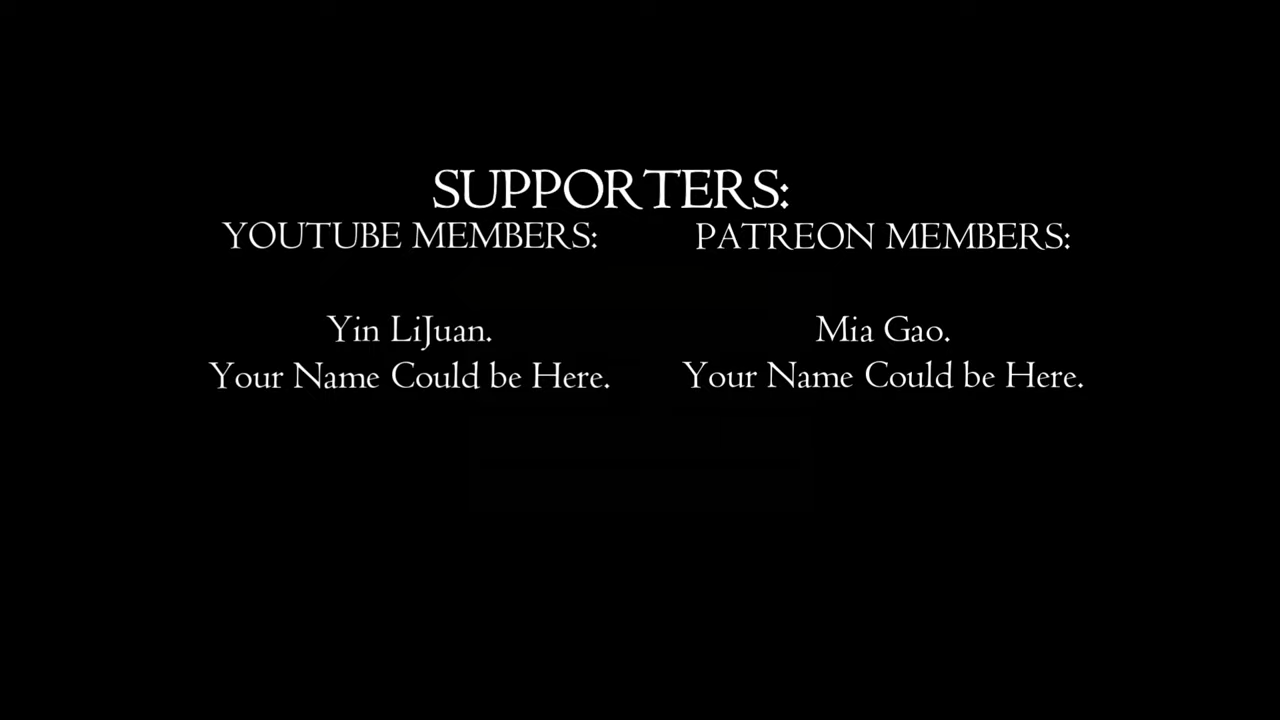 SUPPORTERS:
YOUTUBE MEMBERS:
PATREON MEMBERS:
Yin LiJuan.
Your Name Could be Here.
Mia Gao.
Your Name Could be Here.